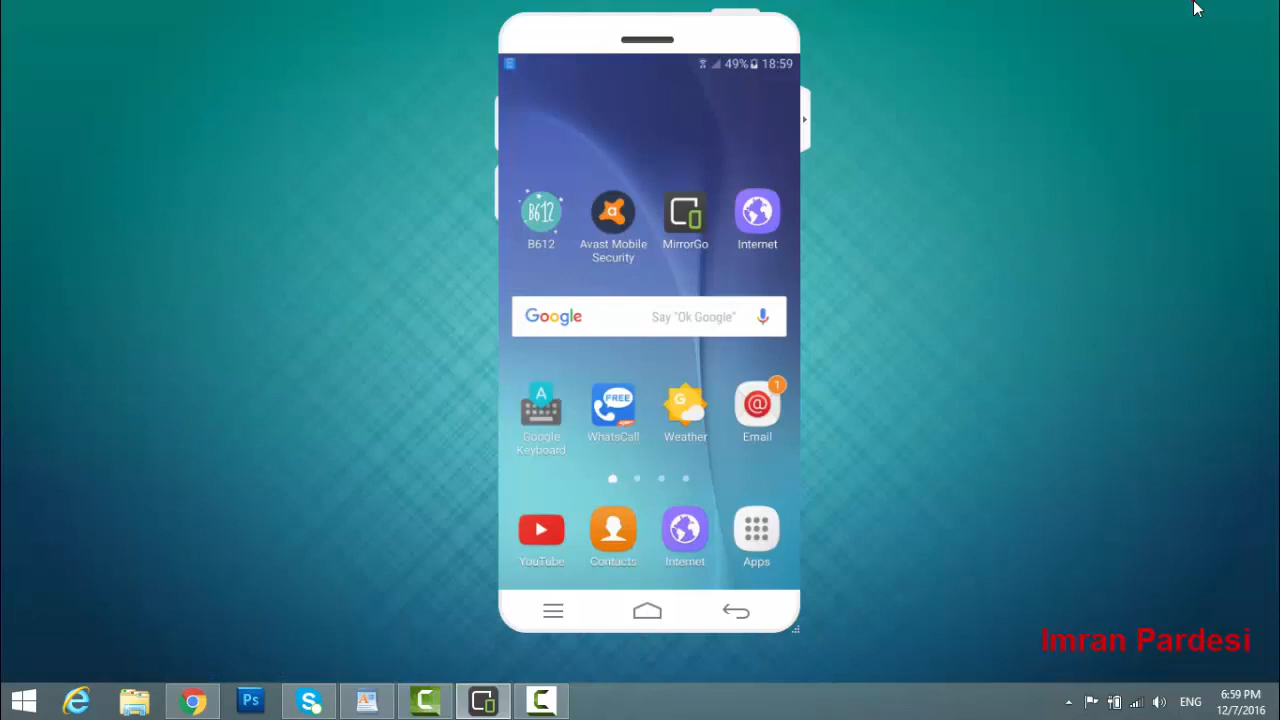 49% 18:59
B612
B612
Avast Mobile Security
MirrorGo
Internet
Google
Say "Ok Google"
A
Google Keyboard
FREE
WhatsCall
G
Weather
@
1
Email
YouTube
Contacts
Internet
Apps
Imran Pardesi
Ps
ENG
6:59 PM
12/7/2016